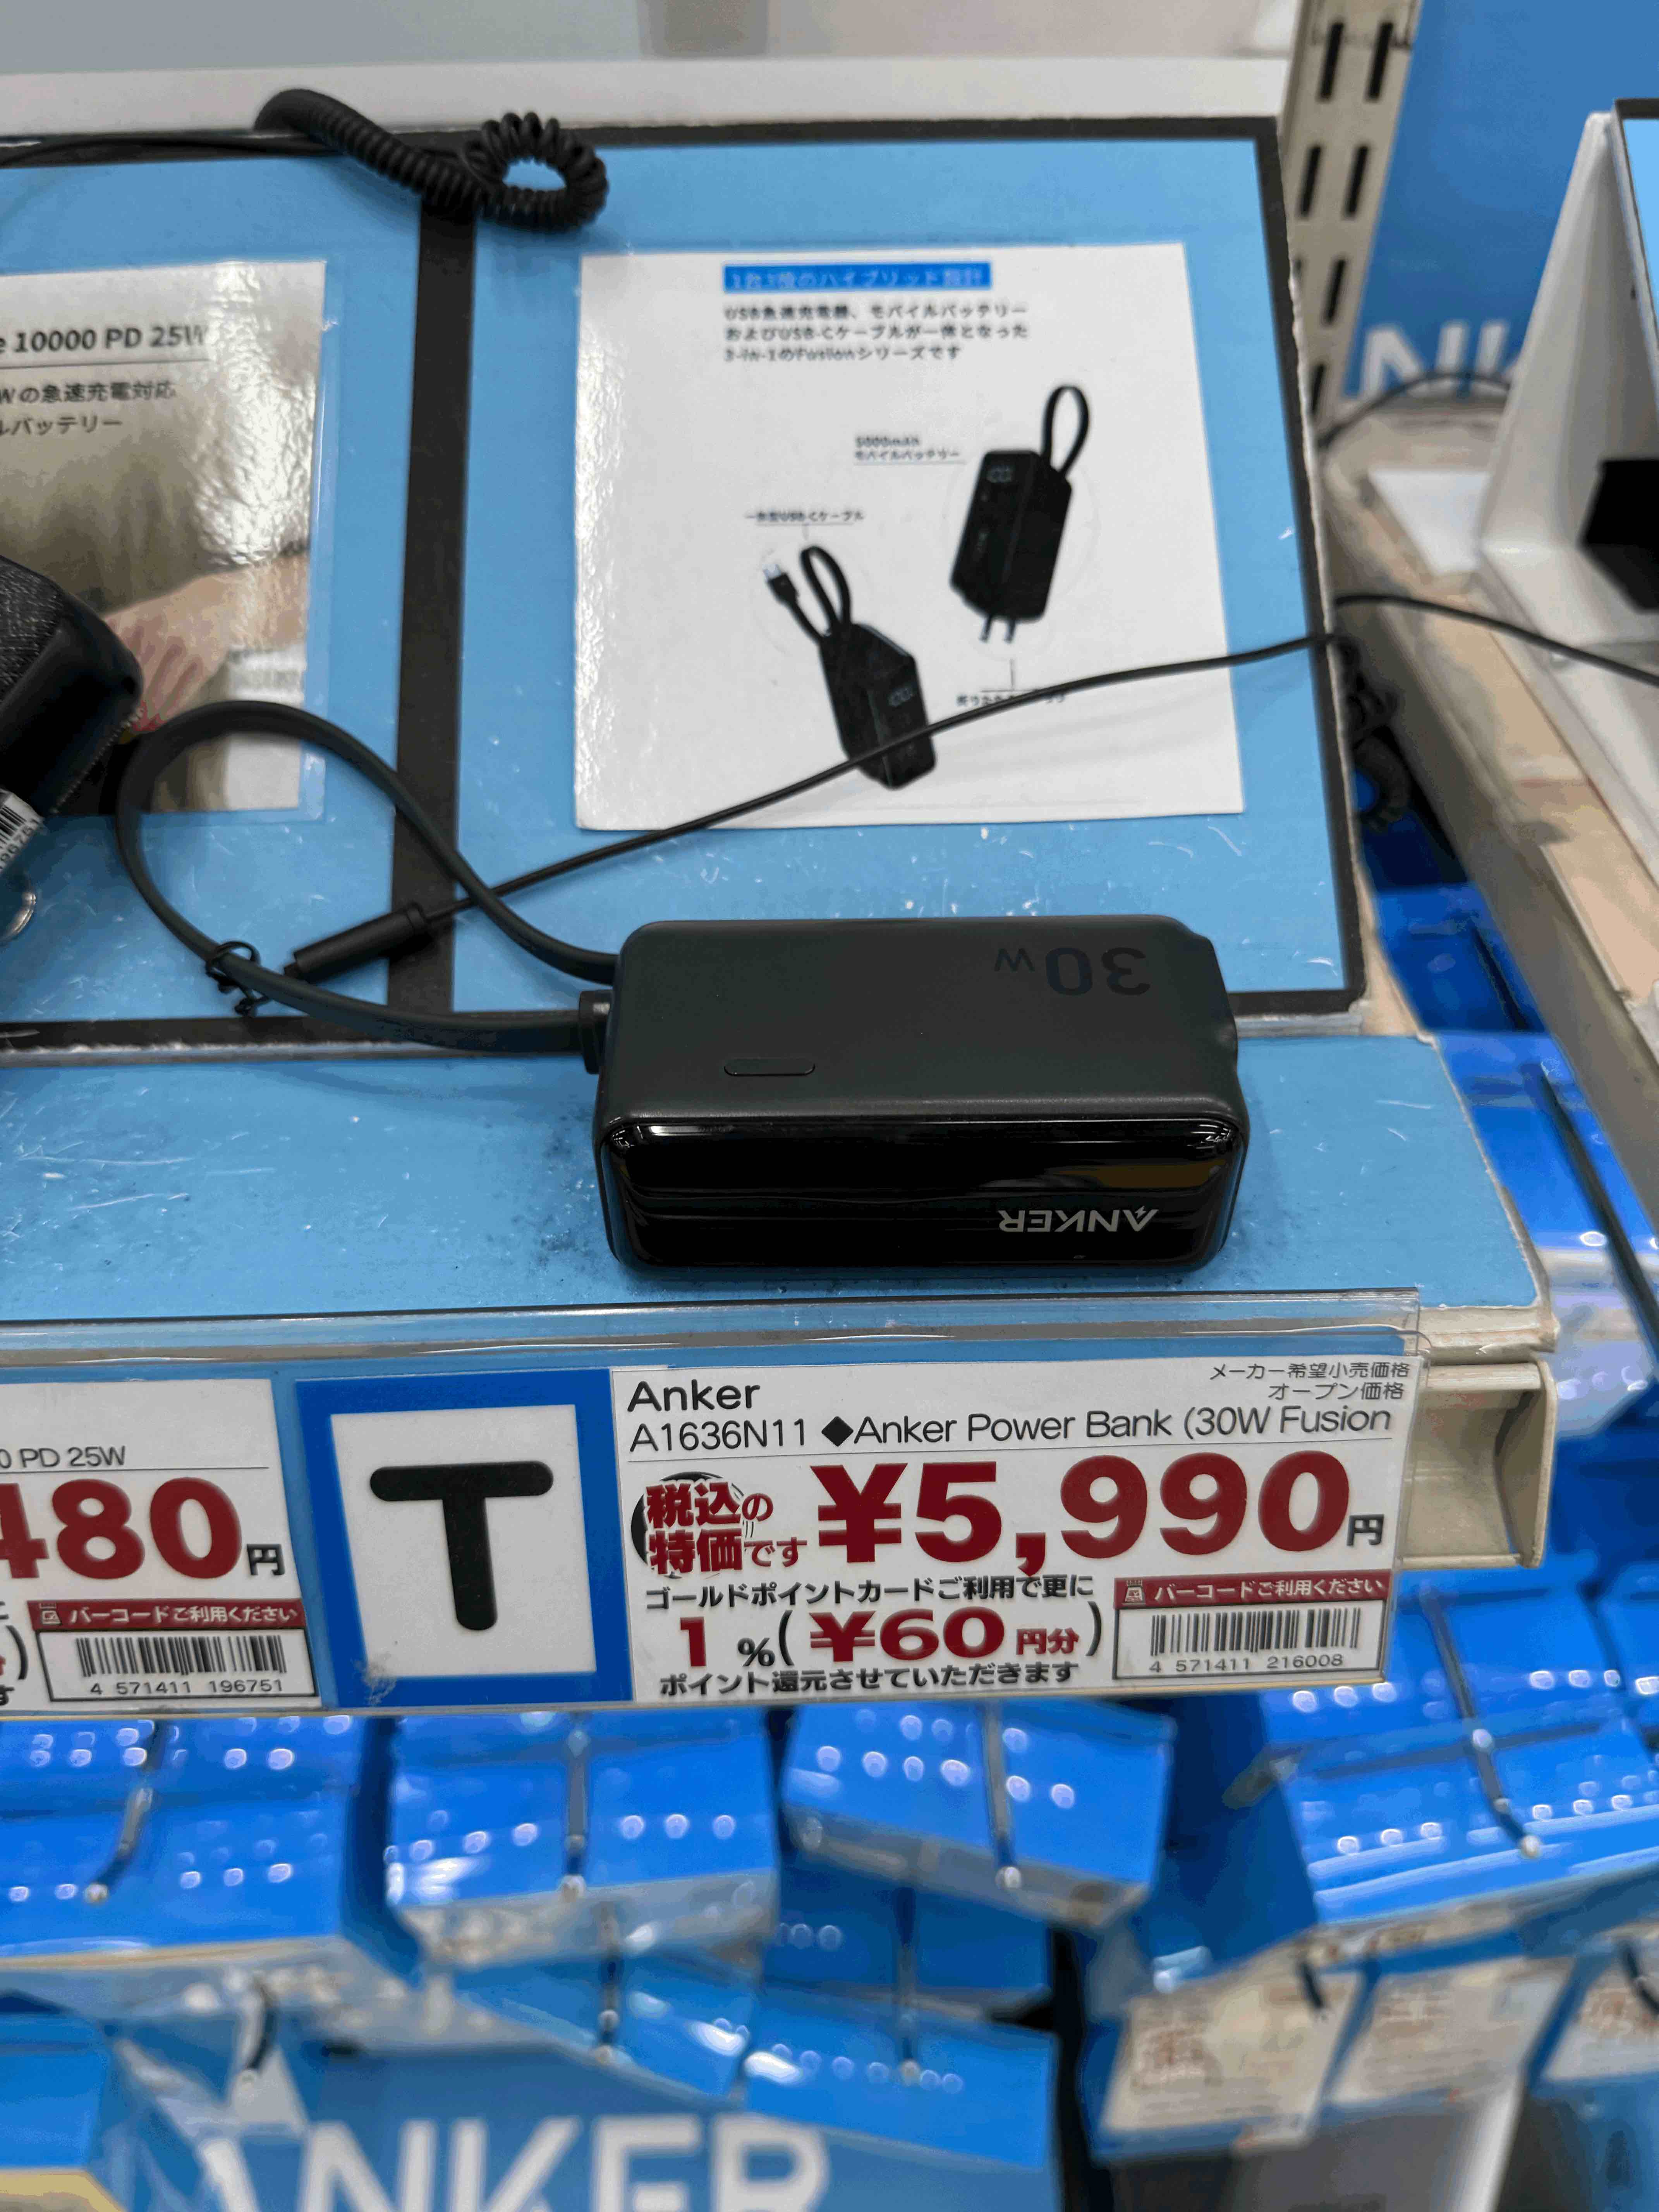 e 10000 PD 25W
Wの急速充電対応
ルバッテリー
1台3役のハイブリッド設計
USB急速充電器、モバイルバッテリー
およびUSB-Cケーブルが一体となった
3-in-1のFusionシリーズです
5000mAh
モバイルバッテリー
一体型USB-Cケーブル
30W
ANKER
0 PD 25W
480円
バーコードご利用ください
4 571411 196751
T
メーカー希望小売価格
オープン価格
Anker
A1636N11 ◆Anker Power Bank (30W Fusion
税込の
特価です
¥5,990円
ゴールドポイントカードご利用で更に
1%(¥60円分)
ポイント還元させていただきます
バーコードご利用ください
4 571411 216008
ANKER